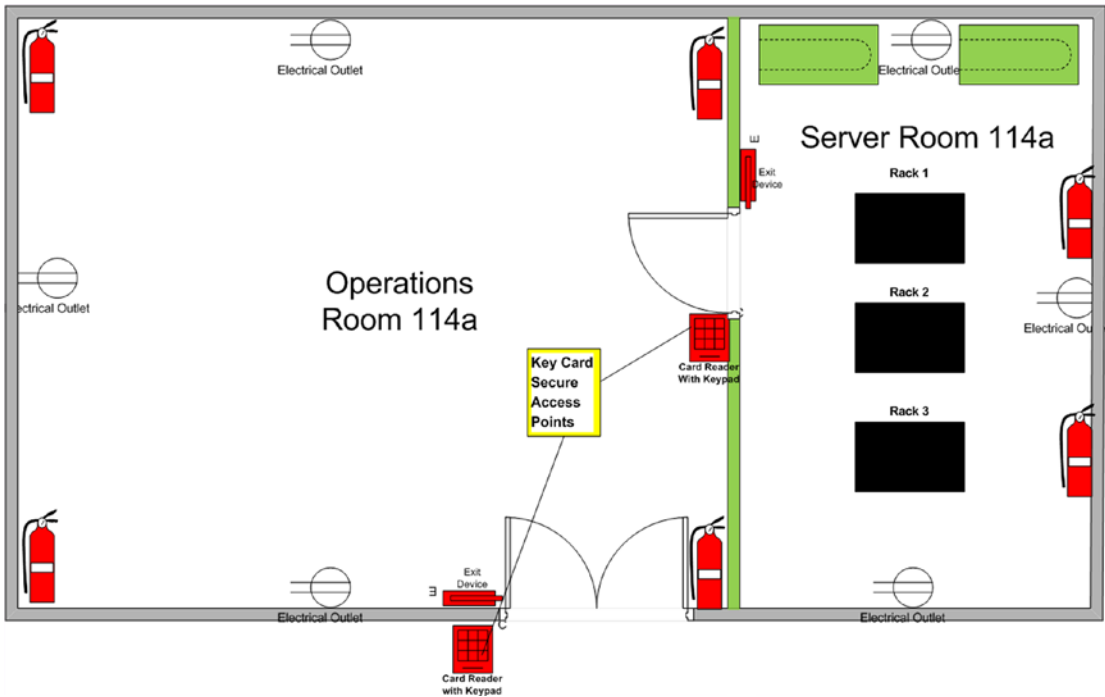 Electrical Outlet
Electrical Outle
Server Room 114a
E
Exit
Device
Rack 1
Operations
Room 114a
Electrical Outlet
Rack 2
Electrical Outle
Key Card
Secure
Access
Points
Card Reader
With Keypad
Rack 3
E
Exit
Device
Electrical Outlet
Electrical Outlet
Card Reader
with Keypad